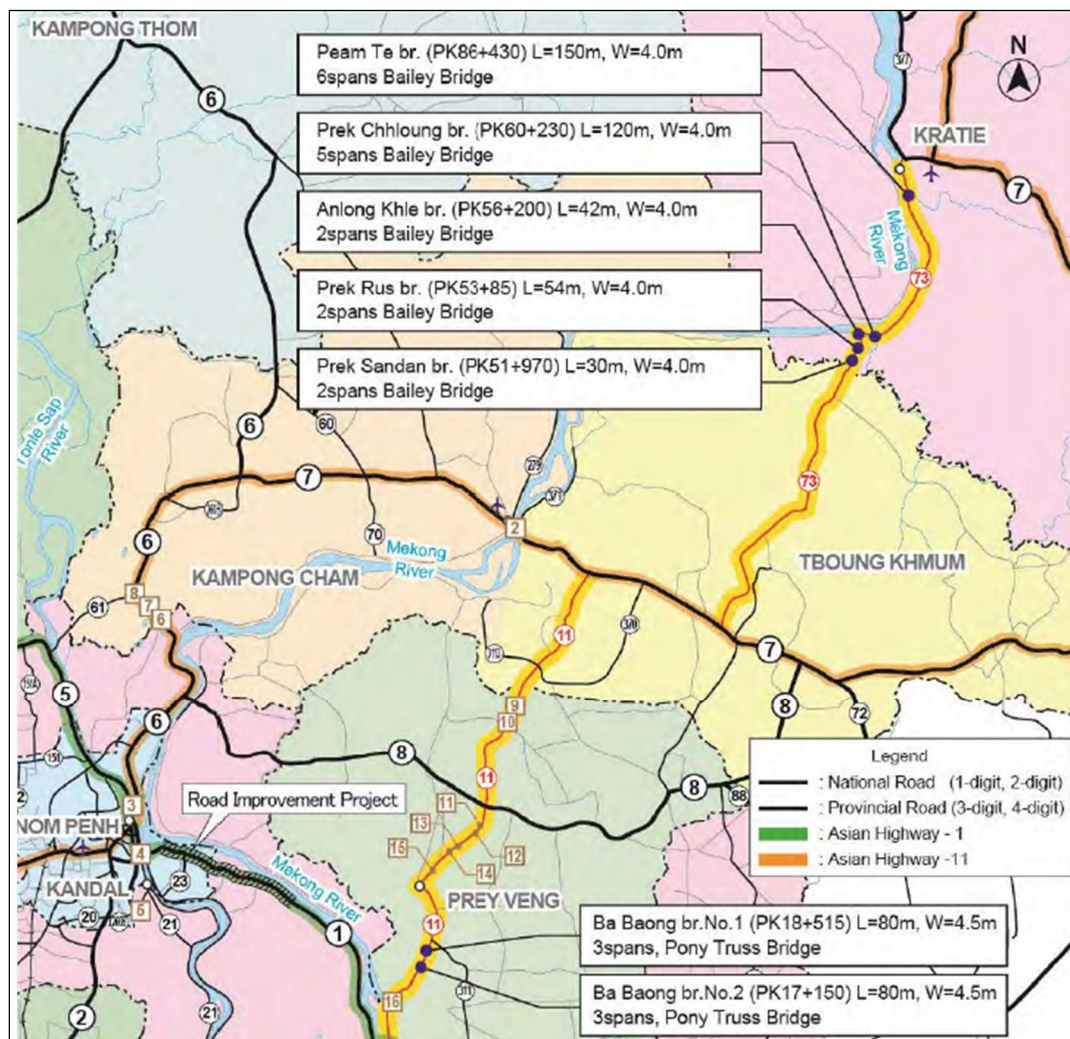 KAMPONG THOM
Peam Te br. (PK86+430) L=150m, W=4.0m
6spans Bailey Bridge
Prek Chhloung br. (PK60+230) L=120m, W=4.0m
5spans Bailey Bridge
Anlong Khle br. (PK56+200) L=42m, W=4.0m
2spans Bailey Bridge
Prek Rus br. (PK53+85) L=54m, W=4.0m
2spans Bailey Bridge
Prek Sandan br. (PK51+970) L=30m, W=4.0m
2spans Bailey Bridge
N
377
KRATIE
7
6
Mekong
River
73
Tonle Sap
River
6
60
279
371
7
73
2
70
6
Mekong
River
KAMPONG CHAM
TBOUNG KHMUM
8
7
6
61
11
7
5
9
10
8
72
6
8
11
8
88
Legend
: National Road (1-digit, 2-digit)
: Provincial Road (3-digit, 4-digit)
: Asian Highway - 1
: Asian Highway -11
2
3
Road Improvement Project
NOM PENH
4
11
13
12
15
14
KANDAL
23
Mekong River
PREY VENG
5
20
21
11
1
Ba Baong br.No.1 (PK18+515) L=80m, W=4.5m
3spans, Pony Truss Bridge
Ba Baong br.No.2 (PK17+150) L=80m, W=4.5m
3spans, Pony Truss Bridge
311
16
2
21